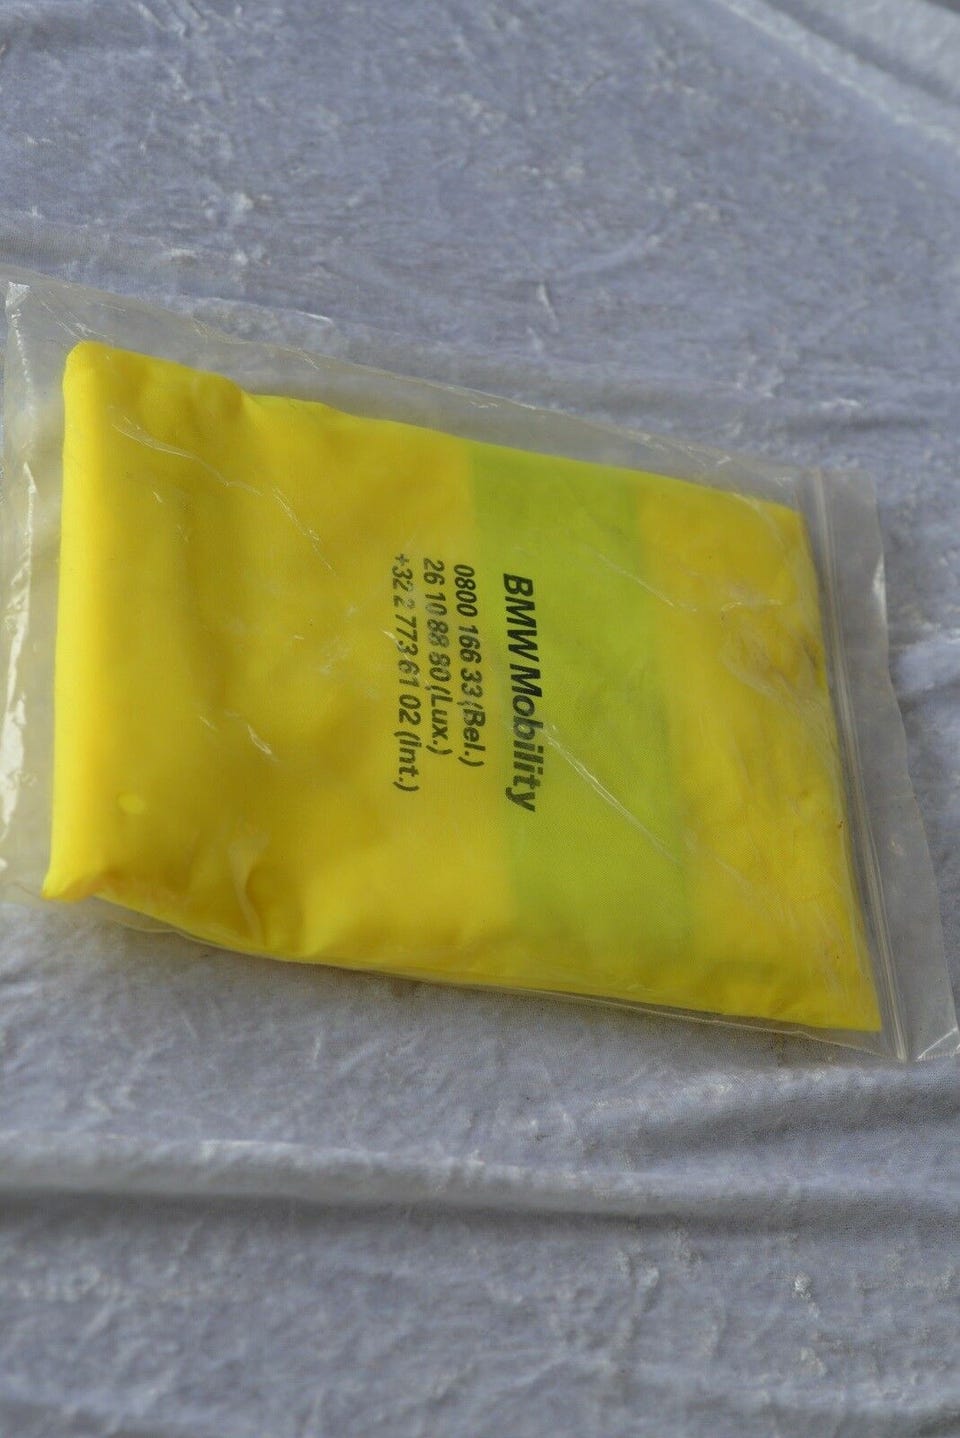 BMW Mobility
0800 166 33 (Bel.)
26 10 88 80 (Lux.)
+32 2 773 61 02 (Int.)